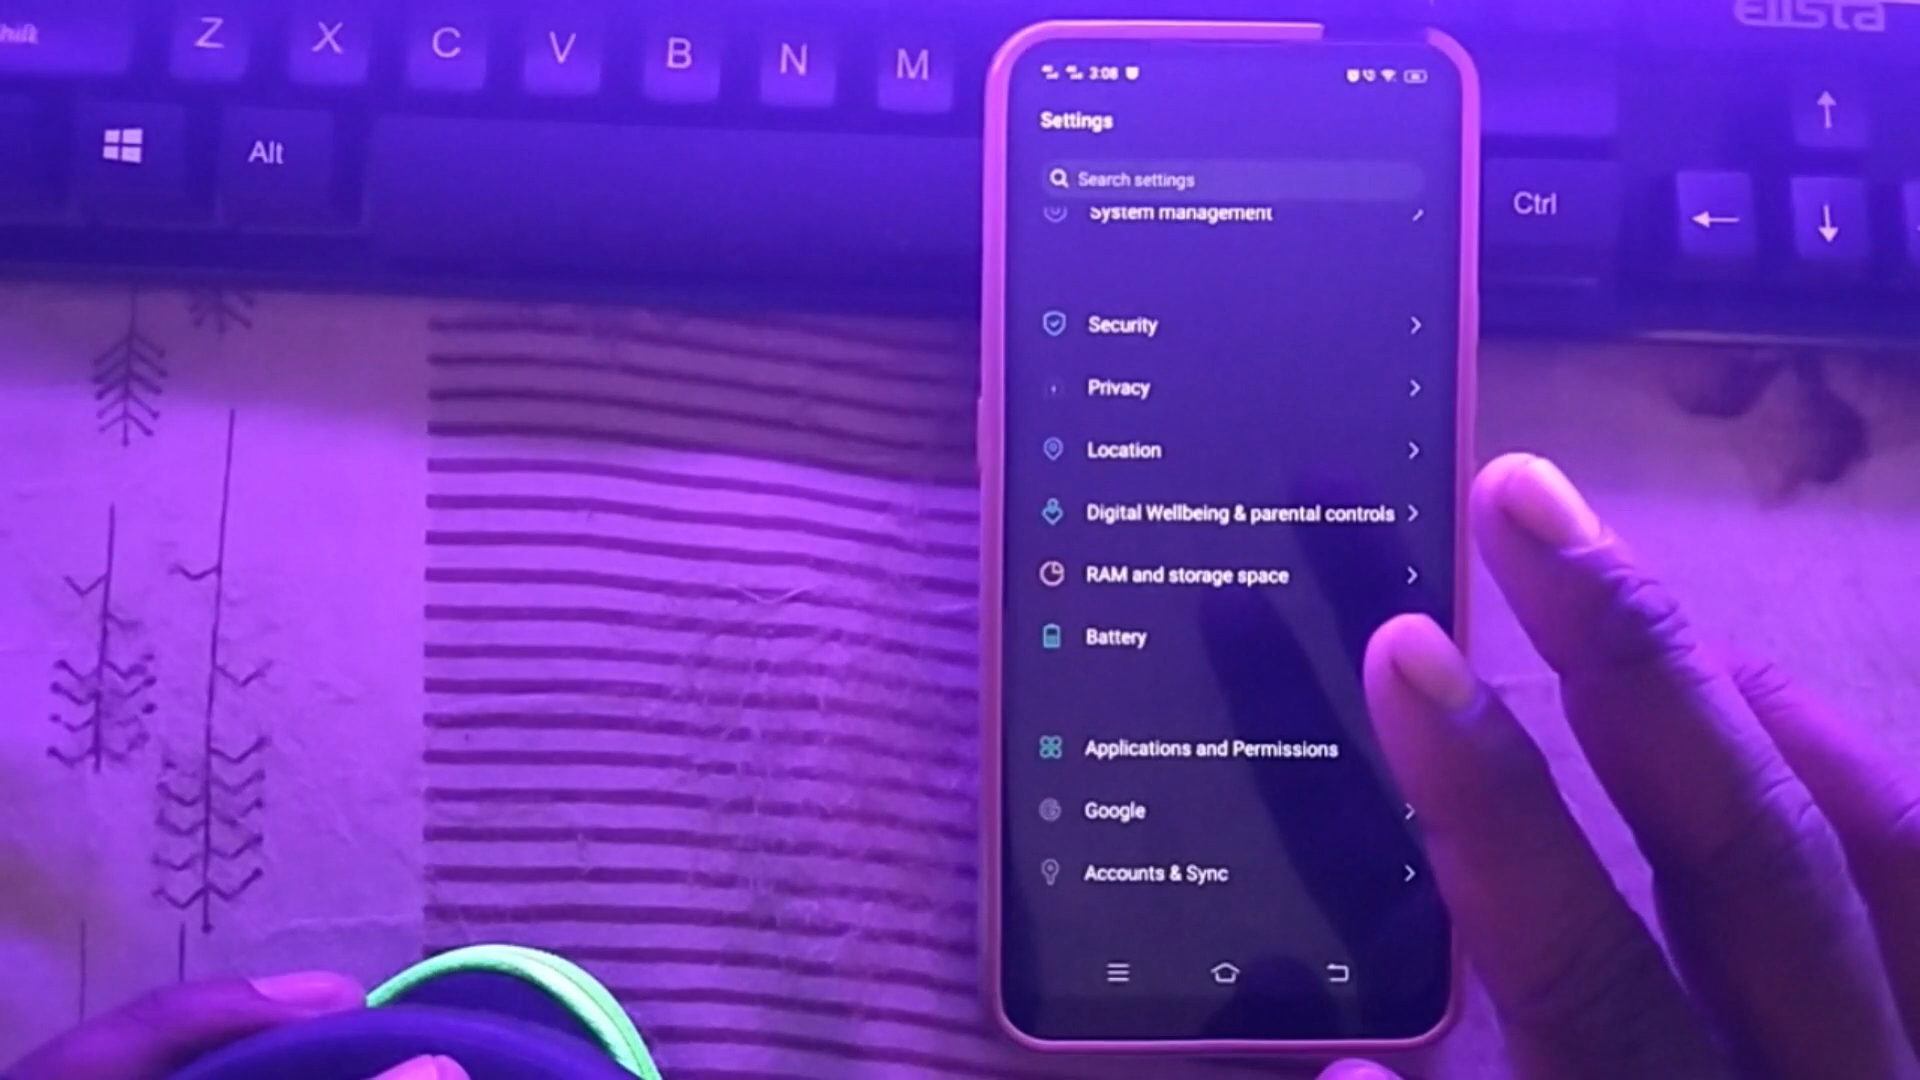 Shift Z X C V B N M
Elista
Alt
Ctrl
3:08
Settings
Search settings
System management
Security
Privacy
Location
Digital Wellbeing & parental controls
RAM and storage space
Battery
Applications and Permissions
Google
Accounts & Sync